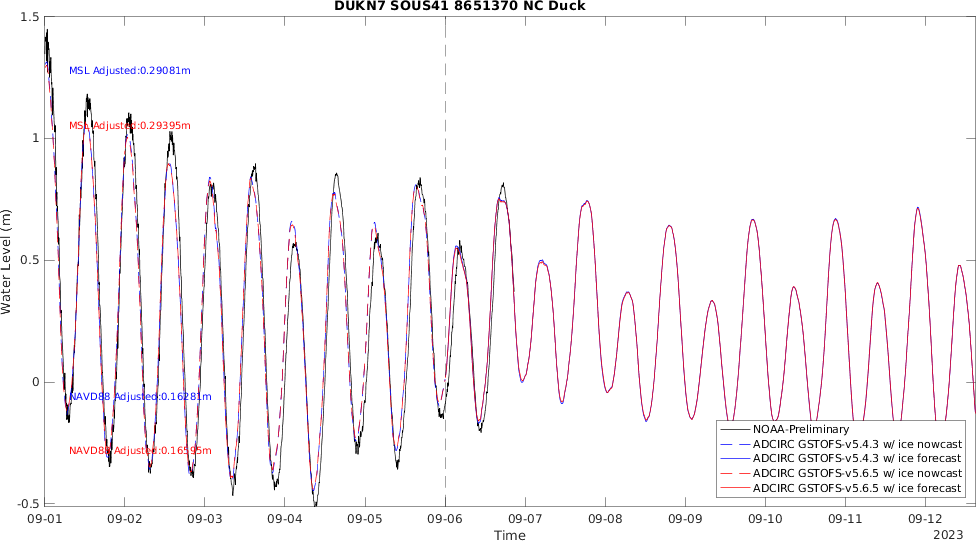 DUKN7 SOUS41 8651370 NC Duck
1.5
MSL Adjusted:0.29081m
MSL Adjusted:0.29395m
1
Water Level (m)
0.5
0
NAVD88 Adjusted:0.16281m
NAVD88 Adjusted:0.16595m
-0.5
NOAA-Preliminary
ADCIRC GSTOFS-v5.4.3 w/ ice nowcast
ADCIRC GSTOFS-v5.4.3 w/ ice forecast
ADCIRC GSTOFS-v5.6.5 w/ ice nowcast
ADCIRC GSTOFS-v5.6.5 w/ ice forecast
09-01 09-02 09-03 09-04 09-05 09-06 09-07 09-08 09-09 09-10 09-11 09-12
Time
2023